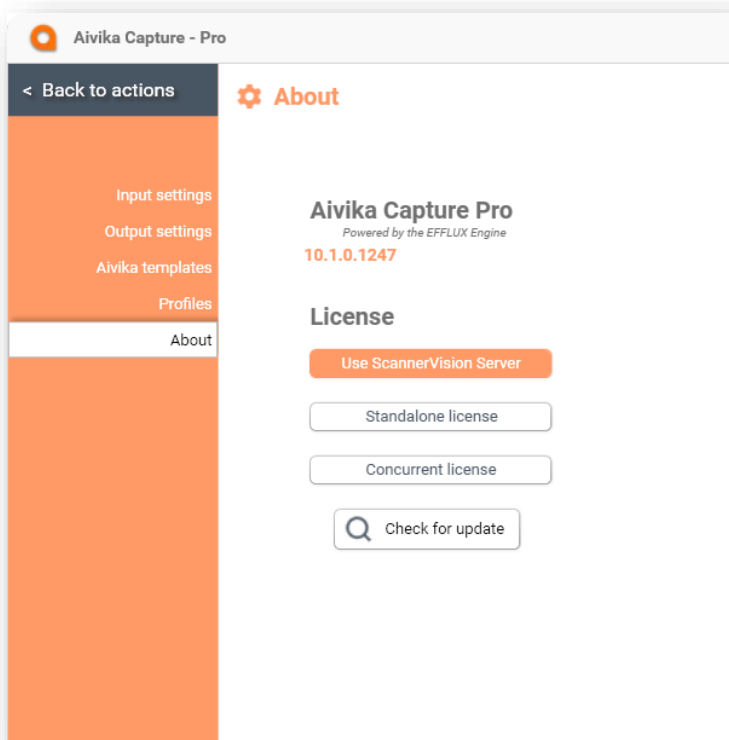 Aivika Capture - Pro
< Back to actions
About
Input settings
Output settings
Aivika templates
Profiles
About
Aivika Capture Pro
Powered by the EFFLUX Engine
10.1.0.1247
License
Use ScannerVision Server
Standalone license
Concurrent license
Check for update